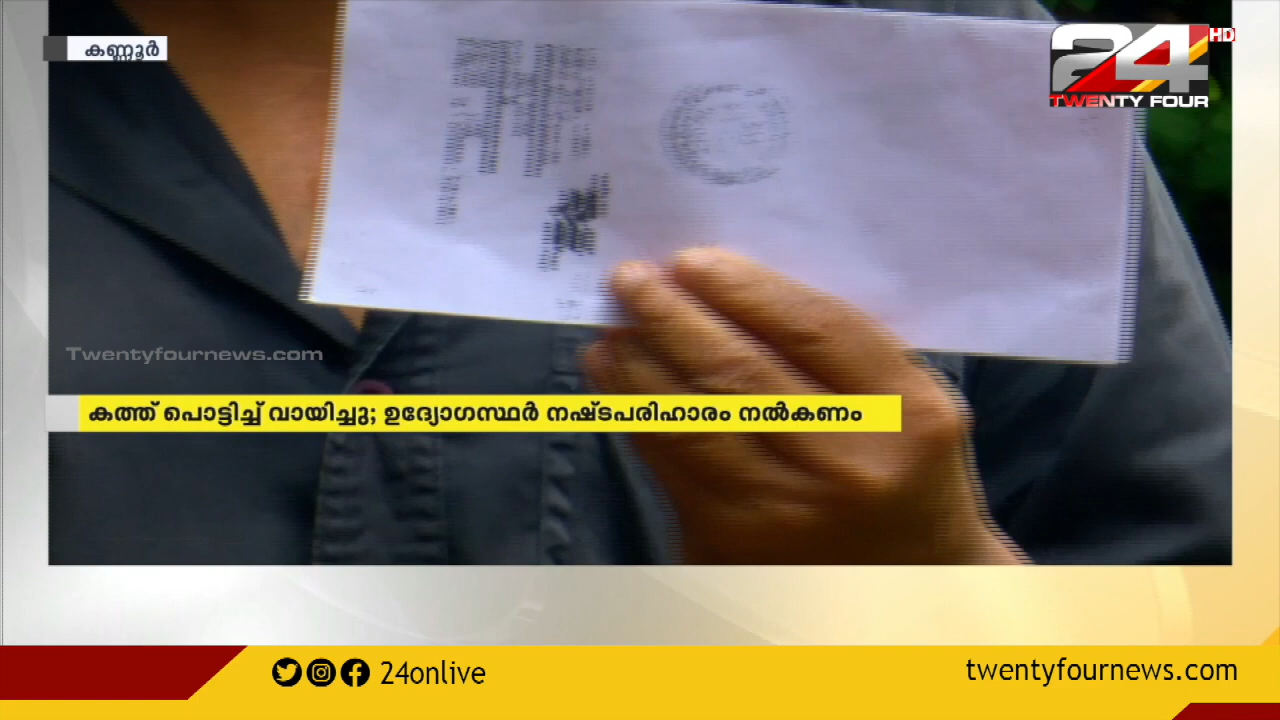 കണ്ണൂർ
24 HD
TWENTY FOUR
Twentyfournews.com
കത്ത് പൊട്ടിച്ച് വായിച്ചു; ഉദ്യോഗസ്ഥർ നഷ്ടപരിഹാരം നൽകണം
24onlive
twentyfournews.com